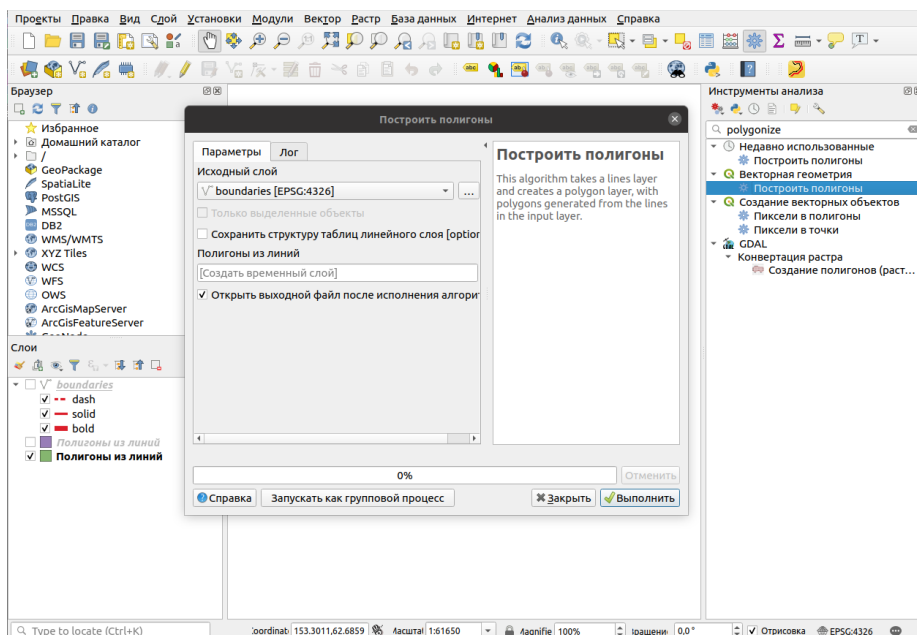 Проекты Правка Вид Слой Установки Модули Вектор Растр База данных Интернет Анализ данных Справка
Браузер
Избранное
Домашний каталог
/
GeoPackage
SpatiaLite
PostGIS
MSSQL
DB2
WMS/WMTS
XYZ Tiles
WCS
WFS
OWS
ArcGisMapServer
ArcGisFeatureServer
Слои
boundaries
dash
solid
bold
Полигоны из линий
Полигоны из линий
Построить полигоны
Параметры Лог
Исходный слой
boundaries [EPSG:4326]
...
Только выделенные объекты
Сохранить структуру таблиц линейного слоя [option
Полигоны из линий
[Создать временный слой]
Открыть выходной файл после исполнения алгори
Построить полигоны
This algorithm takes a lines layer
and creates a polygon layer, with
polygons generated from the lines
in the input layer.
0%
Отменить
Справка Запускать как групповой процесс Закрыть Выполнить
Инструменты анализа
polygonize
Недавно использованные
Построить полигоны
Векторная геометрия
Построить полигоны
Создание векторных объектов
Пиксели в полигоны
Пиксели в точки
GDAL
Конвертация растра
Создание полигонов (раст...
Type to locate (Ctrl+K) 153.3011,62.6859 1:61650 100% 0,0 ° Отрисовка EPSG:4326